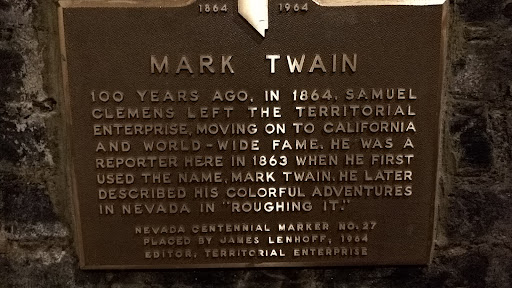 1864 1964
MARK TWAIN
100 YEARS AGO, IN 1864, SAMUEL
CLEMENS LEFT THE TERRITORIAL
ENTERPRISE, MOVING ON TO CALIFORNIA
AND WORLD-WIDE FAME. HE WAS A
REPORTER HERE IN 1863 WHEN HE FIRST
USED THE NAME, MARK TWAIN. HE LATER
DESCRIBED HIS COLORFUL ADVENTURES
IN NEVADA IN "ROUGHING IT."
NEVADA CENTENNIAL MARKER NO. 27
PLACED BY JAMES LENHOFF, 1964
EDITOR, TERRITORIAL ENTERPRISE